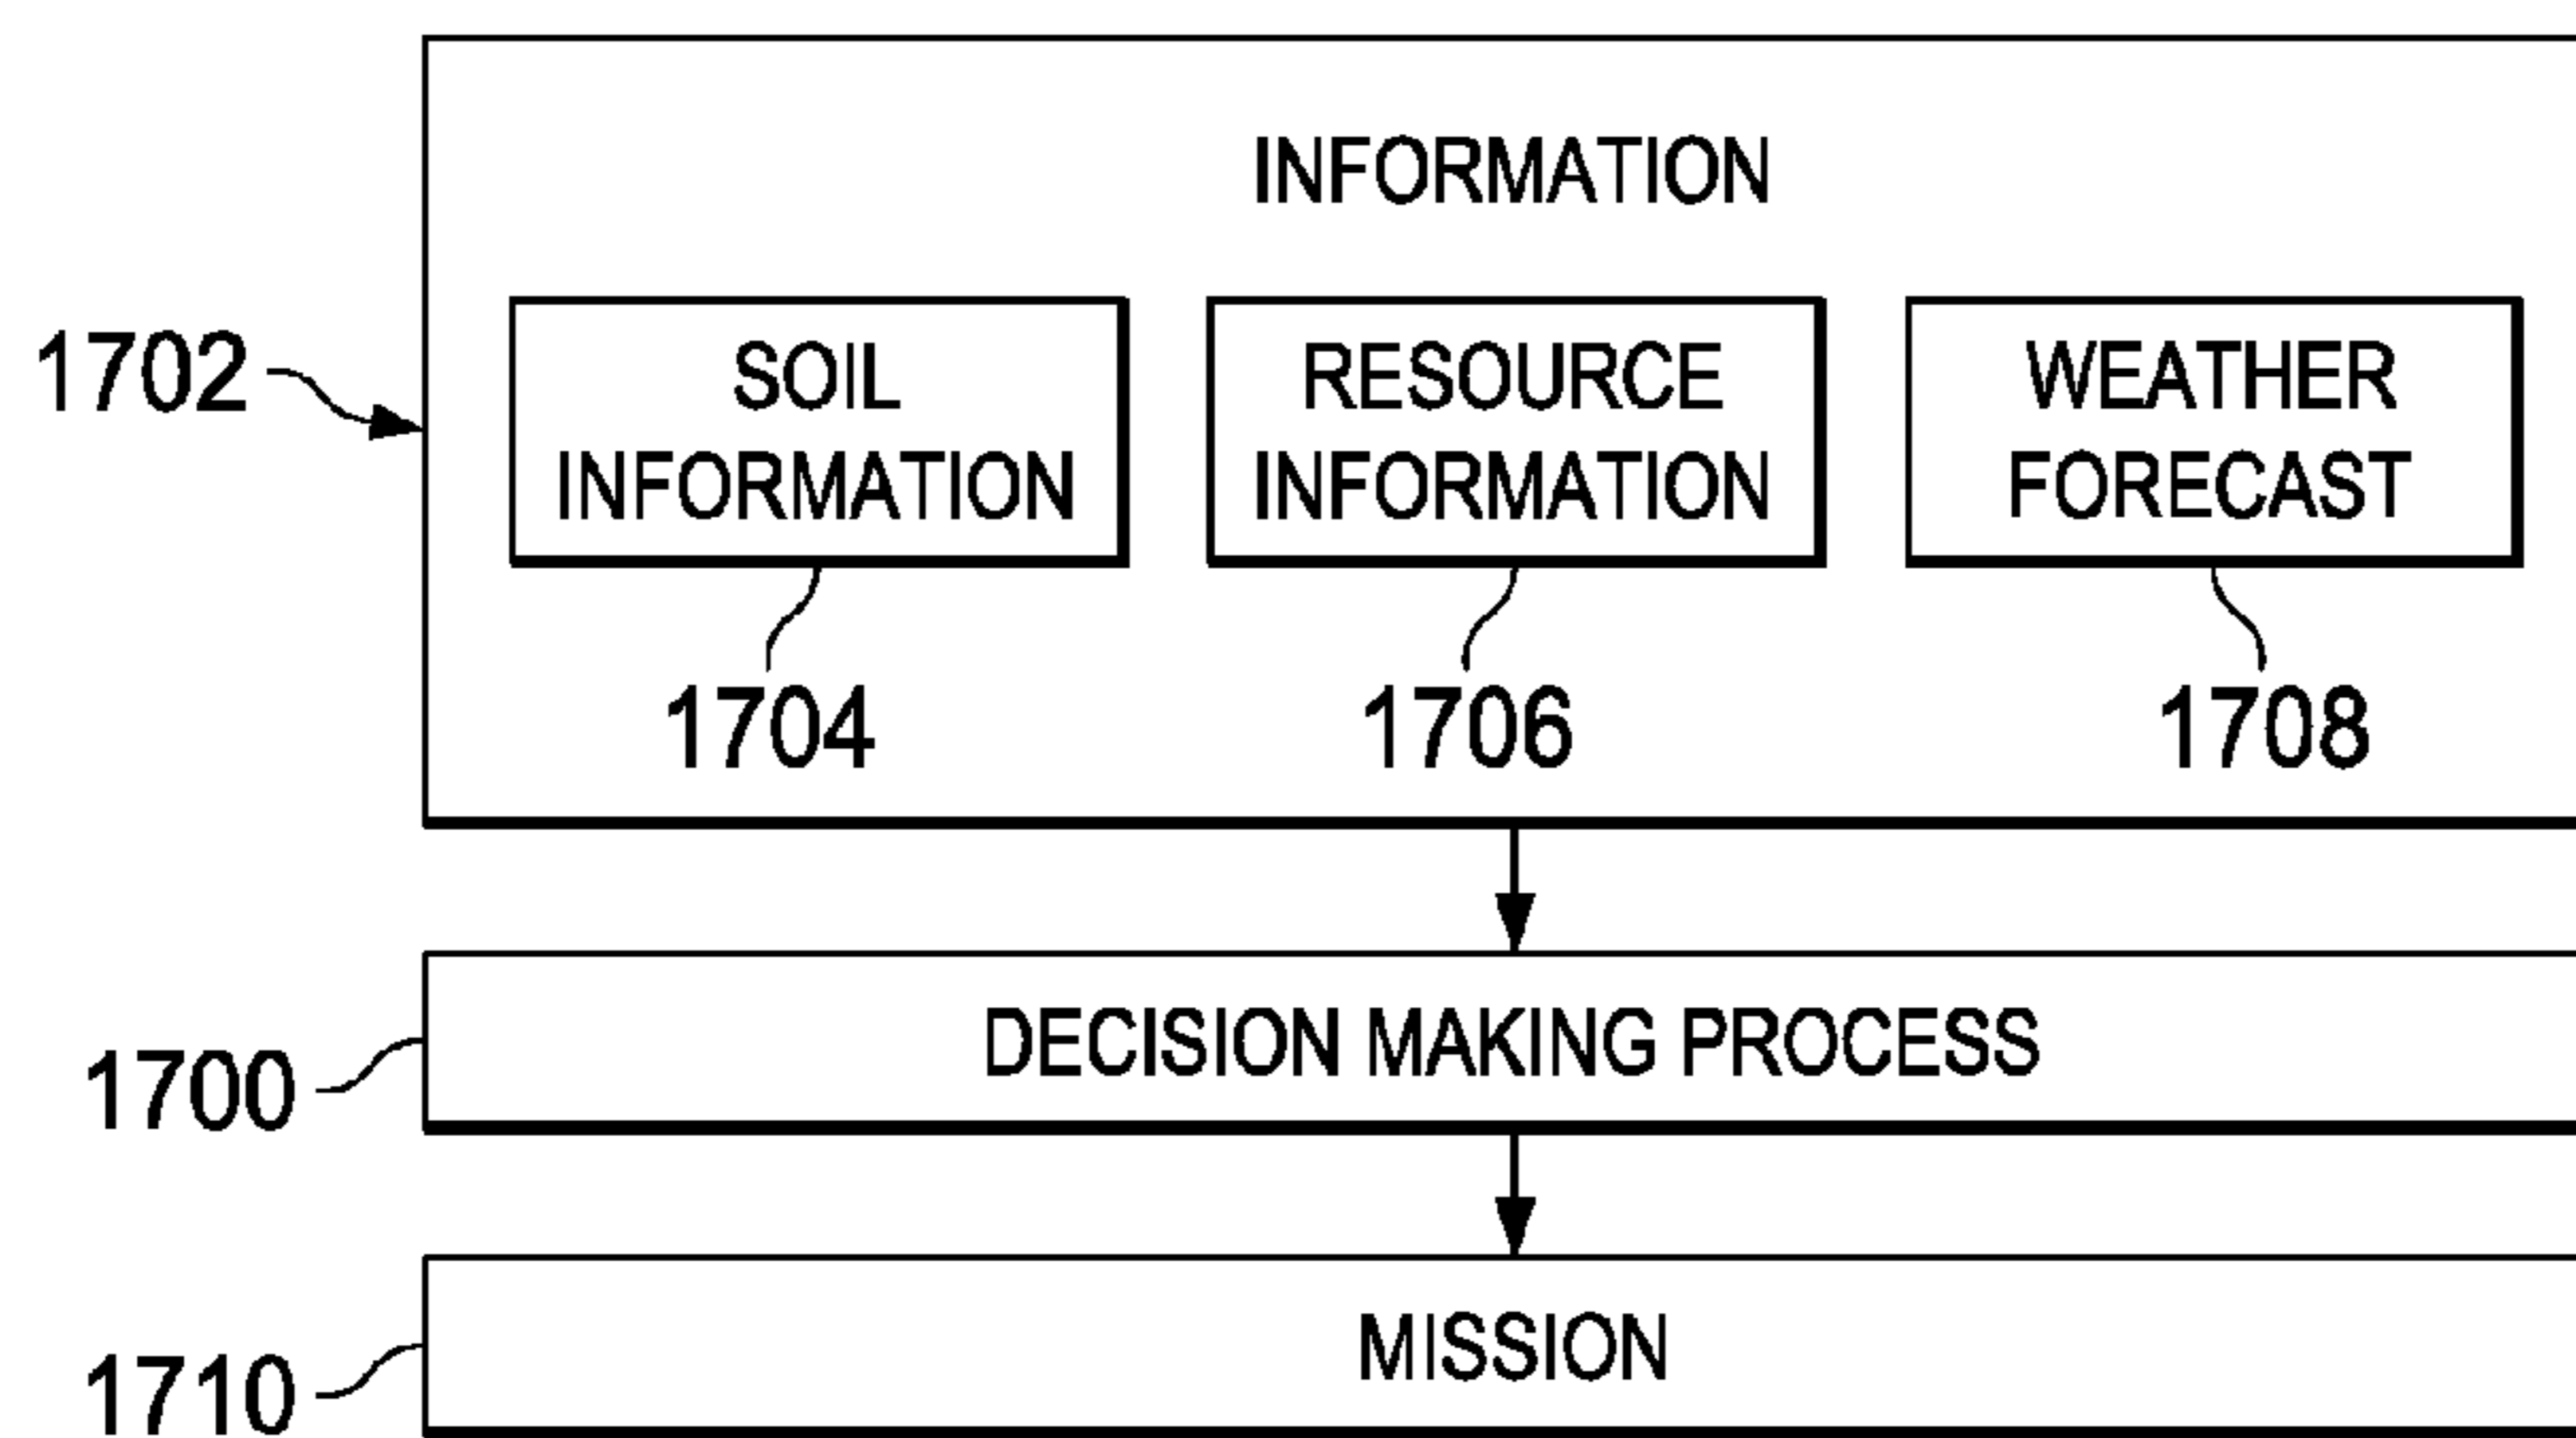 INFORMATION
1702
SOIL
INFORMATION
RESOURCE
INFORMATION
WEATHER
FORECAST
1704
1706
1708
DECISION MAKING PROCESS
1700
MISSION
1710